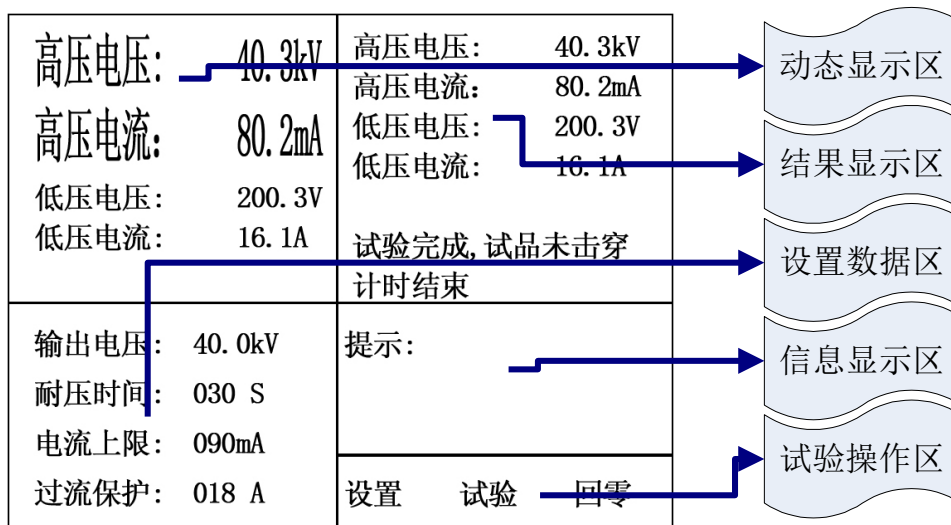 高压电压: 40.3kV
高压电流: 80.2mA
低压电压: 200.3V
低压电流: 16.1A
高压电压: 40.3kV
高压电流: 80.2mA
低压电压: 200.3V
低压电流: 16.1A
试验完成,试品未击穿
计时结束
输出电压: 40.0kV
耐压时间: 030 S
电流上限: 090mA
过流保护: 018 A
提示:
设置 试验 回零
动态显示区
结果显示区
设置数据区
信息显示区
试验操作区